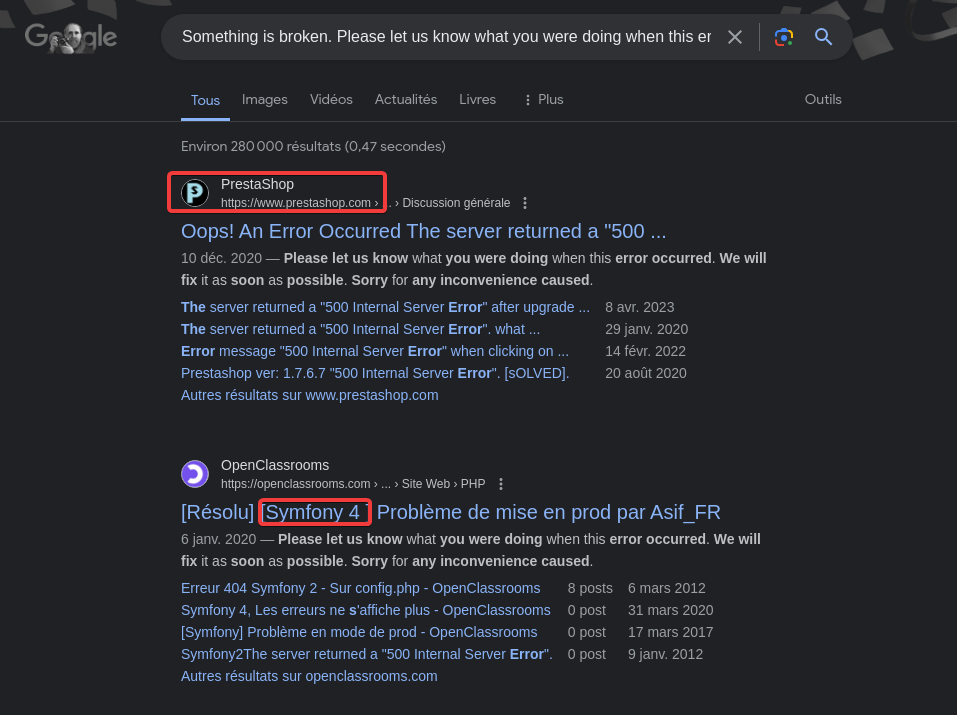 Google
Something is broken. Please let us know what you were doing when this er
Tous Images Vidéos Actualités Livres Plus Outils
Environ 280 000 résultats (0,47 secondes)
PrestaShop
https://www.prestashop.com › ... › Discussion générale
Oops! An Error Occurred The server returned a "500 ...
10 déc. 2020 — Please let us know what you were doing when this error occurred. We will
fix it as soon as possible. Sorry for any inconvenience caused.
The server returned a "500 Internal Server Error" after upgrade ... 8 avr. 2023
The server returned a "500 Internal Server Error". what ... 29 janv. 2020
Error message "500 Internal Server Error" when clicking on ... 14 févr. 2022
Prestashop ver: 1.7.6.7 "500 Internal Server Error". [sOLVED]. 20 août 2020
Autres résultats sur www.prestashop.com
OpenClassrooms
https://openclassrooms.com › ... › Site Web › PHP
[Résolu] [Symfony 4 ] Problème de mise en prod par Asif_FR
6 janv. 2020 — Please let us know what you were doing when this error occurred. We will
fix it as soon as possible. Sorry for any inconvenience caused.
Erreur 404 Symfony 2 - Sur config.php - OpenClassrooms 8 posts 6 mars 2012
Symfony 4, Les erreurs ne s'affiche plus - OpenClassrooms 0 post 31 mars 2020
[Symfony] Problème en mode de prod - OpenClassrooms 0 post 17 mars 2017
Symfony2The server returned a "500 Internal Server Error". 0 post 9 janv. 2012
Autres résultats sur openclassrooms.com